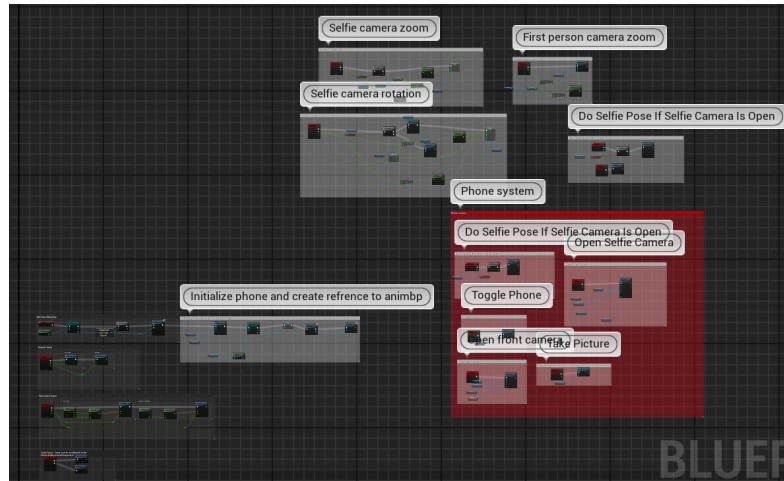 Selfie camera zoom
First person camera zoom
Selfie camera rotation
Do Selfie Pose If Selfie Camera Is Open
Phone system
Do Selfie Pose If Selfie Camera Is Open
Open Selfie Camera
Initialize phone and create refrence to animbp
Toggle Phone
Open front camera
Take Picture
BLUEP